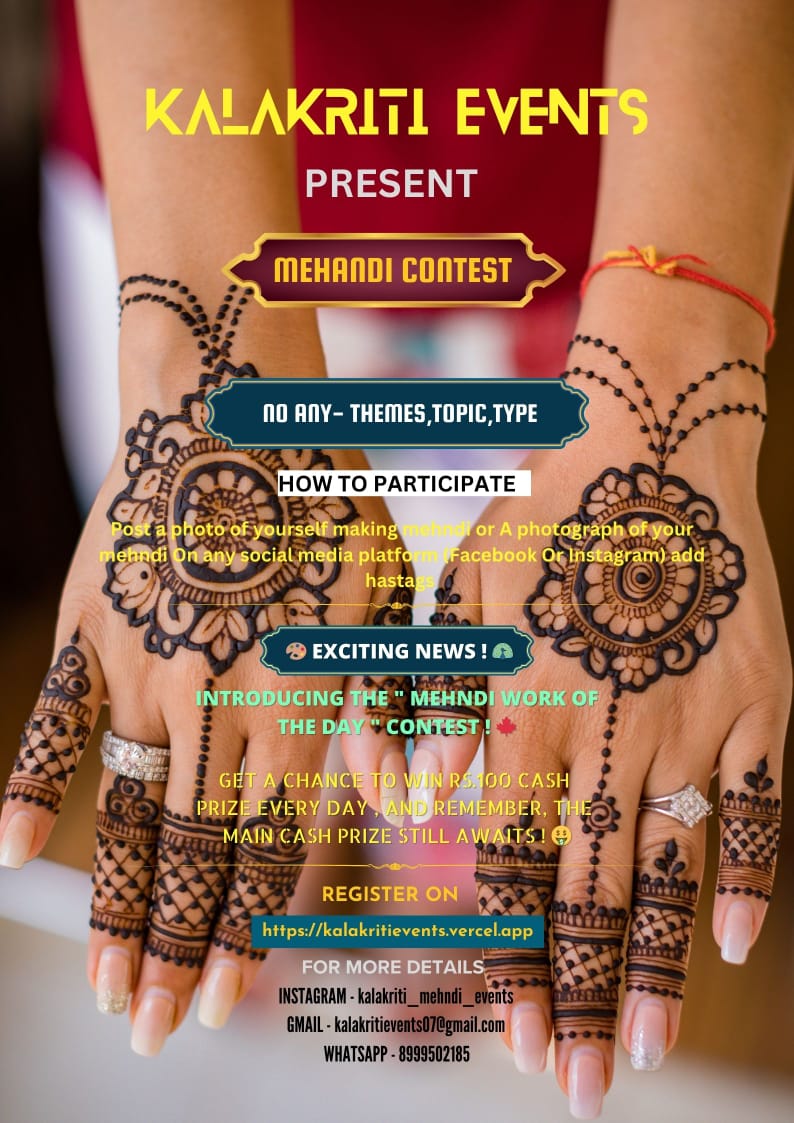 KALAKRITI EVENTS
PRESENT
MEHANDI CONTEST
NO ANY- THEMES,TOPIC,TYPE
HOW TO PARTICIPATE
Post a photo of yourself making mehndi or A photograph of your
mehndi On any social media platform (Facebook Or Instagram) add
hastags
🎨 EXCITING NEWS ! 🪭
INTRODUCING THE " MEHNDI WORK OF
THE DAY " CONTEST ! 🍁
GET A CHANCE TO WIN RS.100 CASH
PRIZE EVERY DAY , AND REMEMBER, THE
MAIN CASH PRIZE STILL AWAITS ! 🤑
REGISTER ON
https://kalakritievents.vercel.app
FOR MORE DETAILS
INSTAGRAM - kalakriti_mehndi_events
GMAIL - kalakritievents07@gmail.com
WHATSAPP - 8999502185